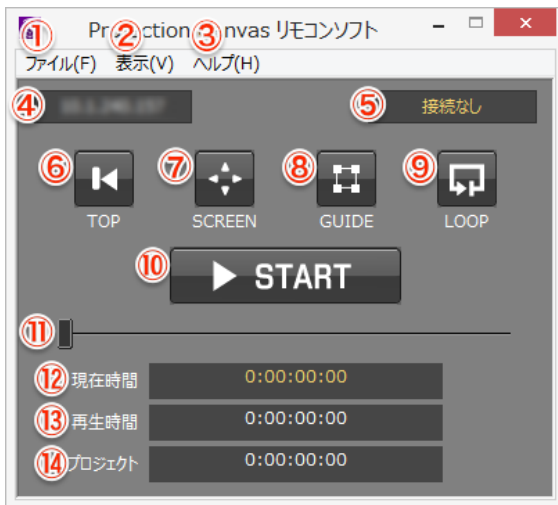 ① ② ③
リモコンソフト
ファイル(F) 表示(V) ヘルプ(H)
④ ⑤ 接続なし
⑥ ⑦ ⑧ ⑨
TOP SCREEN GUIDE LOOP
⑩ START
⑪
⑫ 現在時間 0:00:00:00
⑬ 再生時間 0:00:00:00
⑭ プロジェクト 0:00:00:00